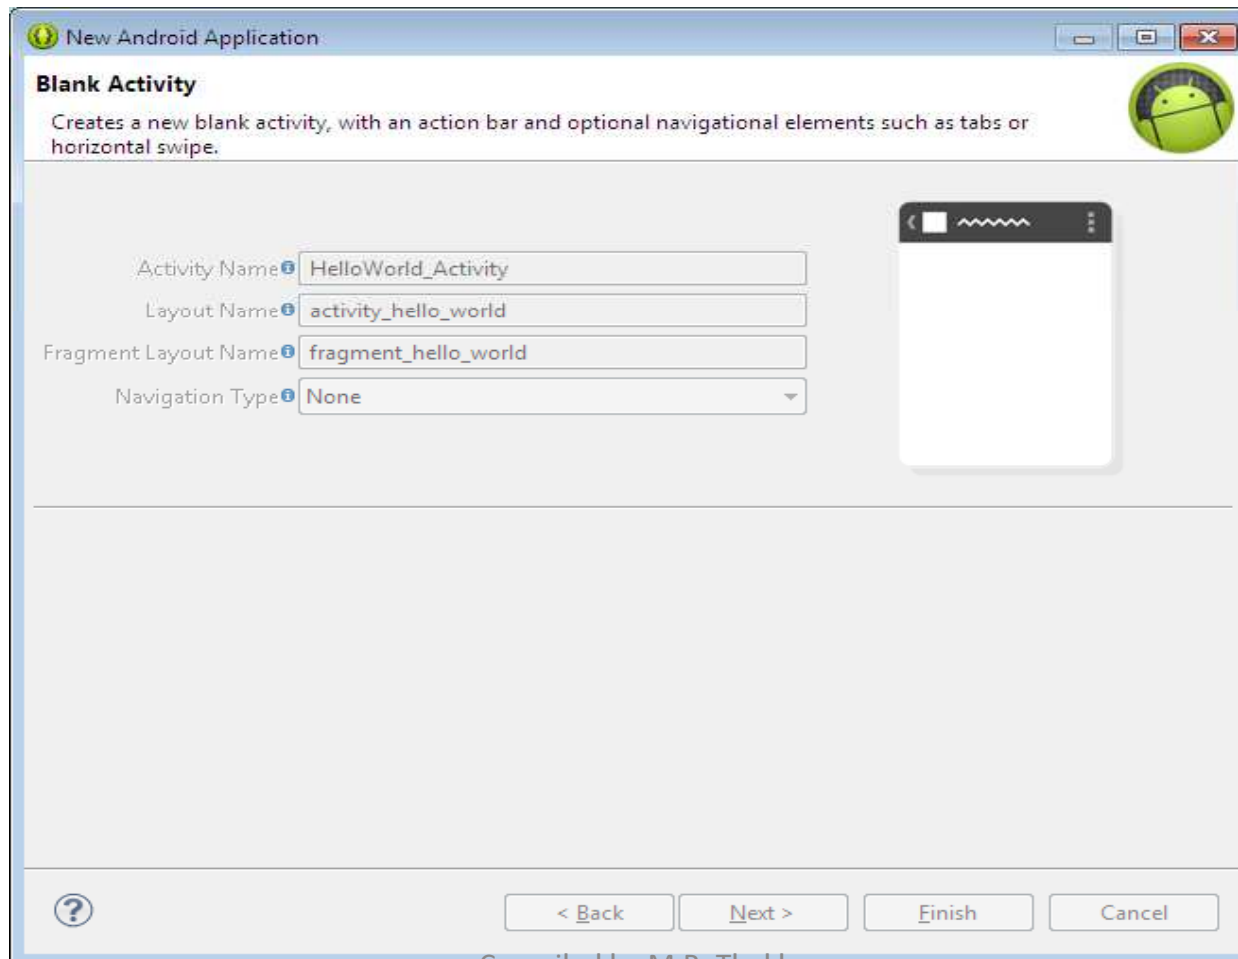 New Android Application
Blank Activity
Creates a new blank activity, with an action bar and optional navigational elements such as tabs or
horizontal swipe.
Activity Name HelloWorld_Activity
Layout Name activity_hello_world
Fragment Layout Name fragment_hello_world
Navigation Type None
< Back Next > Finish Cancel